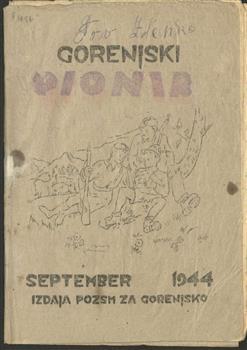 GORENJSKI
PIONIR
SEPTEMBER 1944
IZDAJA POZSM ZA GORENJSKO